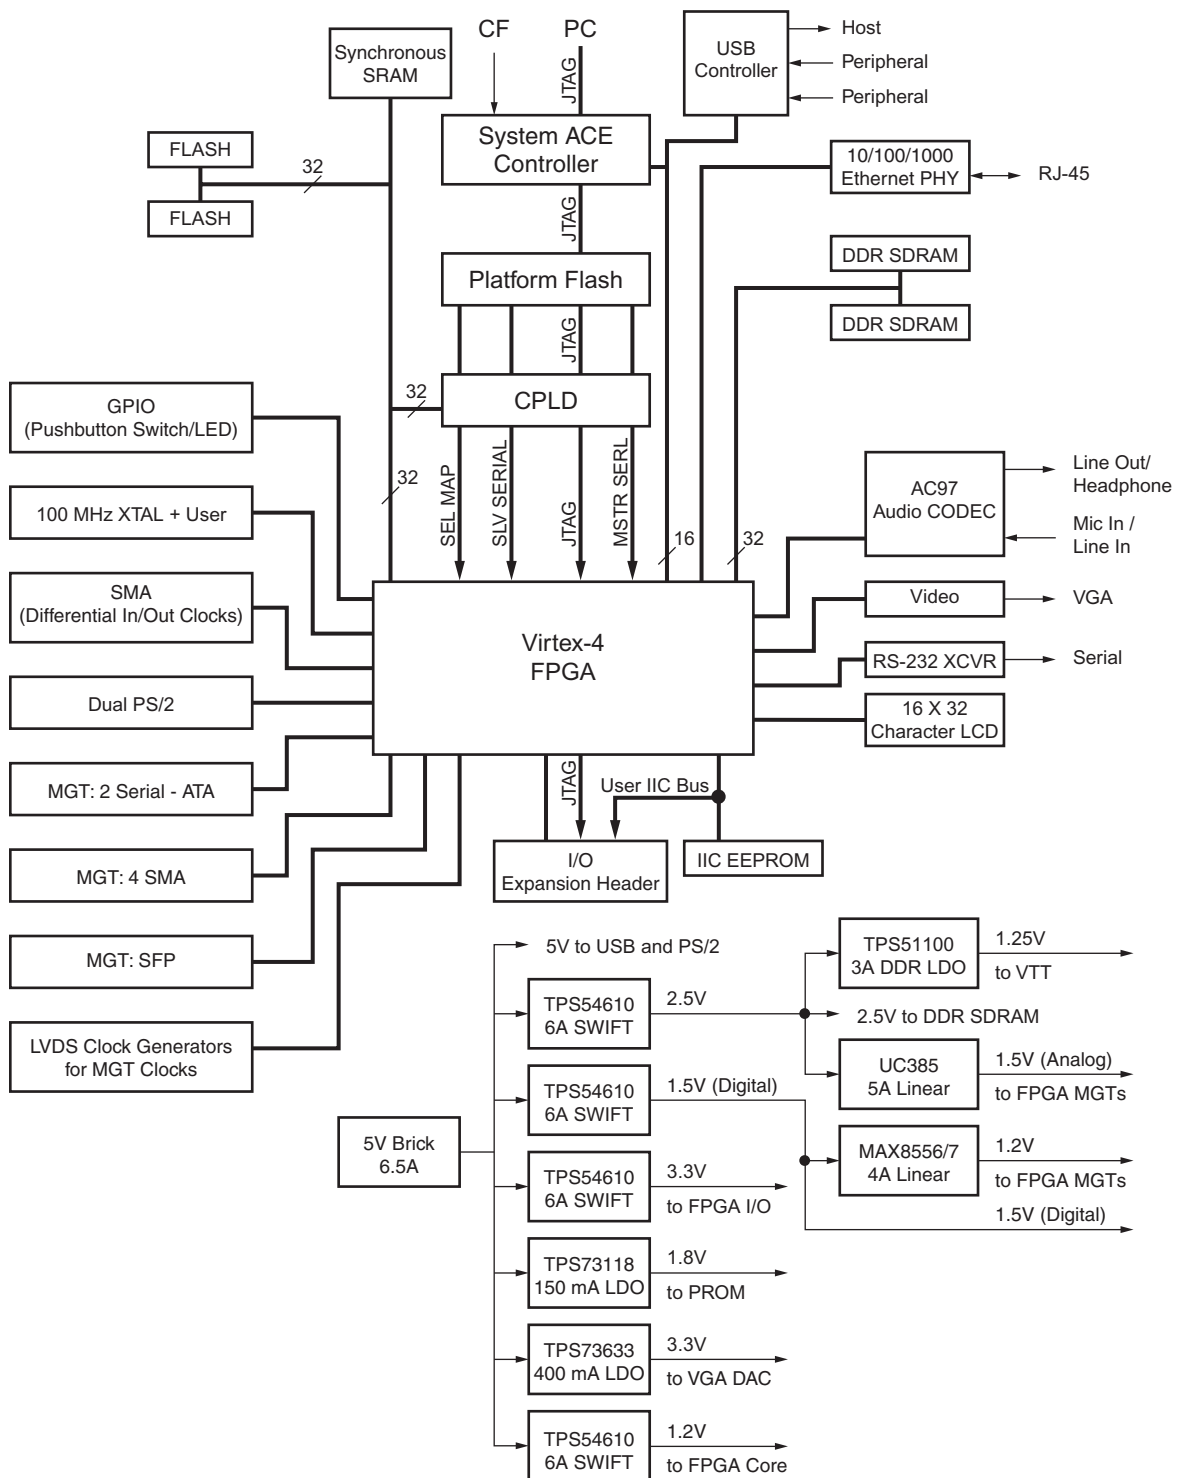 CF
PC
Synchronous
SRAM
JTAG
USB
Controller
Host
Peripheral
Peripheral
System ACE
Controller
FLASH
32
FLASH
10/100/1000
Ethernet PHY
RJ-45
JTAG
Platform Flash
DDR SDRAM
DDR SDRAM
JTAG
CPLD
32
GPIO
(Pushbutton Switch/LED)
32
SEL MAP
SLV SERIAL
JTAG
MSTR SERL
16
32
AC97
Audio CODEC
Line Out/
Headphone
Mic In /
Line In
100 MHz XTAL + User
SMA
(Differential In/Out Clocks)
Virtex-4
FPGA
Video
VGA
RS-232 XCVR
Serial
Dual PS/2
16 X 32
Character LCD
MGT: 2 Serial - ATA
JTAG
User IIC Bus
MGT: 4 SMA
I/O
Expansion Header
IIC EEPROM
MGT: SFP
LVDS Clock Generators
for MGT Clocks
5V to USB and PS/2
TPS54610
6A SWIFT
2.5V
TPS51100
3A DDR LDO
1.25V
to VTT
2.5V to DDR SDRAM
UC385
5A Linear
1.5V (Analog)
to FPGA MGTs
TPS54610
6A SWIFT
1.5V (Digital)
5V Brick
6.5A
MAX8556/7
4A Linear
1.2V
to FPGA MGTs
1.5V (Digital)
TPS54610
6A SWIFT
3.3V
to FPGA I/O
TPS73118
150 mA LDO
1.8V
to PROM
TPS73633
400 mA LDO
3.3V
to VGA DAC
TPS54610
6A SWIFT
1.2V
to FPGA Core